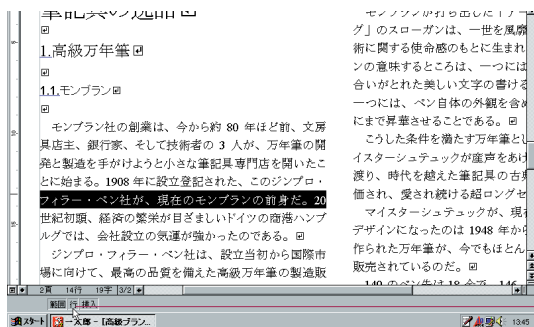 筆記具の逸品
1.高級万年筆
1.1.モンブラン
モンブラン社の創業は、今から約 80 年ほど前、文房
具店主、銀行家、そして技術者の 3 人が、万年筆の開
発と製造を手がけようと小さな筆記具専門店を開いたこ
とに始まる。1908 年に設立登記された、このジンプロ・
フィラー・ペン社が、現在のモンブランの前身だ。20
世紀初頭、経済の繁栄が目ざましいドイツの商港ハンブ
ルグでは、会社設立の気運が強かったのである。
ジンプロ・フィラー・ペン社は、設立当初から国際市
場に向けて、最高の品質を備えた高級万年筆の製造販
モンブランが打ち出した「アー
グ」のスローガンは、一世を風靡
術に関する使命感のもとに生まれ
ンの意味するところは、一つには
合いがとれた美しい文字の書ける
一つには、ペン自体の外観を含め
にまで昇華させることである。
こうした条件を満たす万年筆とし
イスターシュテュックが産声をあげ
渡り、時代を越えた筆記具の古典
価され、愛され続ける超ロングセ
マイスターシュテュックが、現在
デザインになったのは 1948 年から
作られた万年筆が、今でもほとん
販売されているのだ。
149 のペン先は 18 金で、146
2頁 14行 19字 3/2
範囲 行 挿入
スタート 一太郎 - [高級ブラン... 13:45